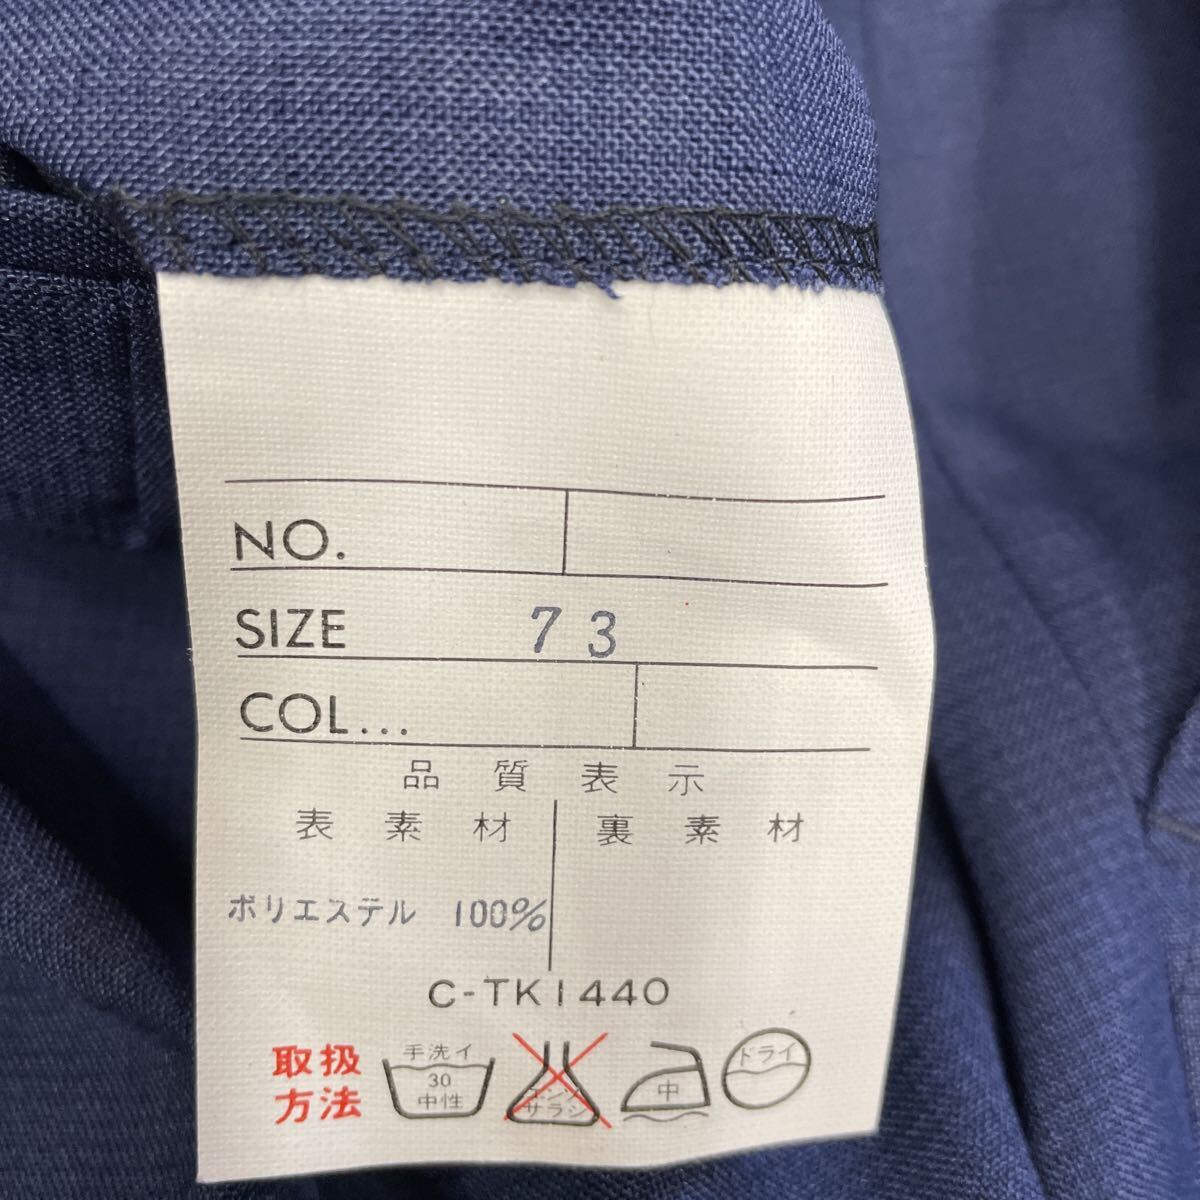 NO.
SIZE 73
COL...
品質表示
表素材 裏素材
ポリエステル 100%
C-TK1440
取扱
方法
手洗イ
30
中性
エンソ
サラシ
中
ドライ